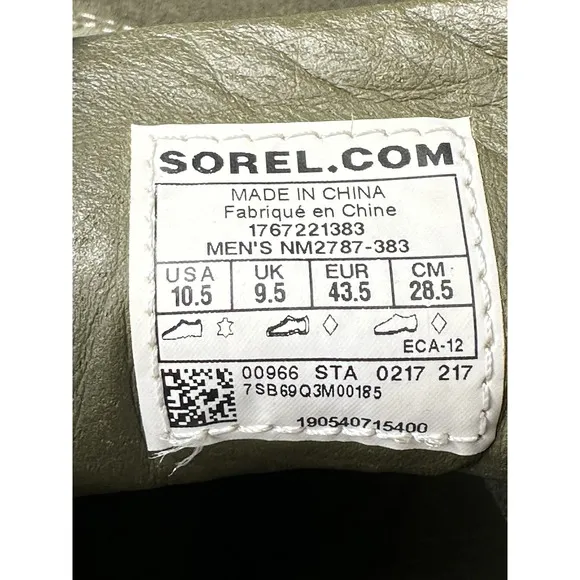 SOREL.COM
MADE IN CHINA
Fabriqué en Chine
1767221383
MEN'S NM2787-383
USA UK EUR CM
10.5 9.5 43.5 28.5
ECA-12
00966 STA 0217 217
7SB69Q3M00185
190540715400